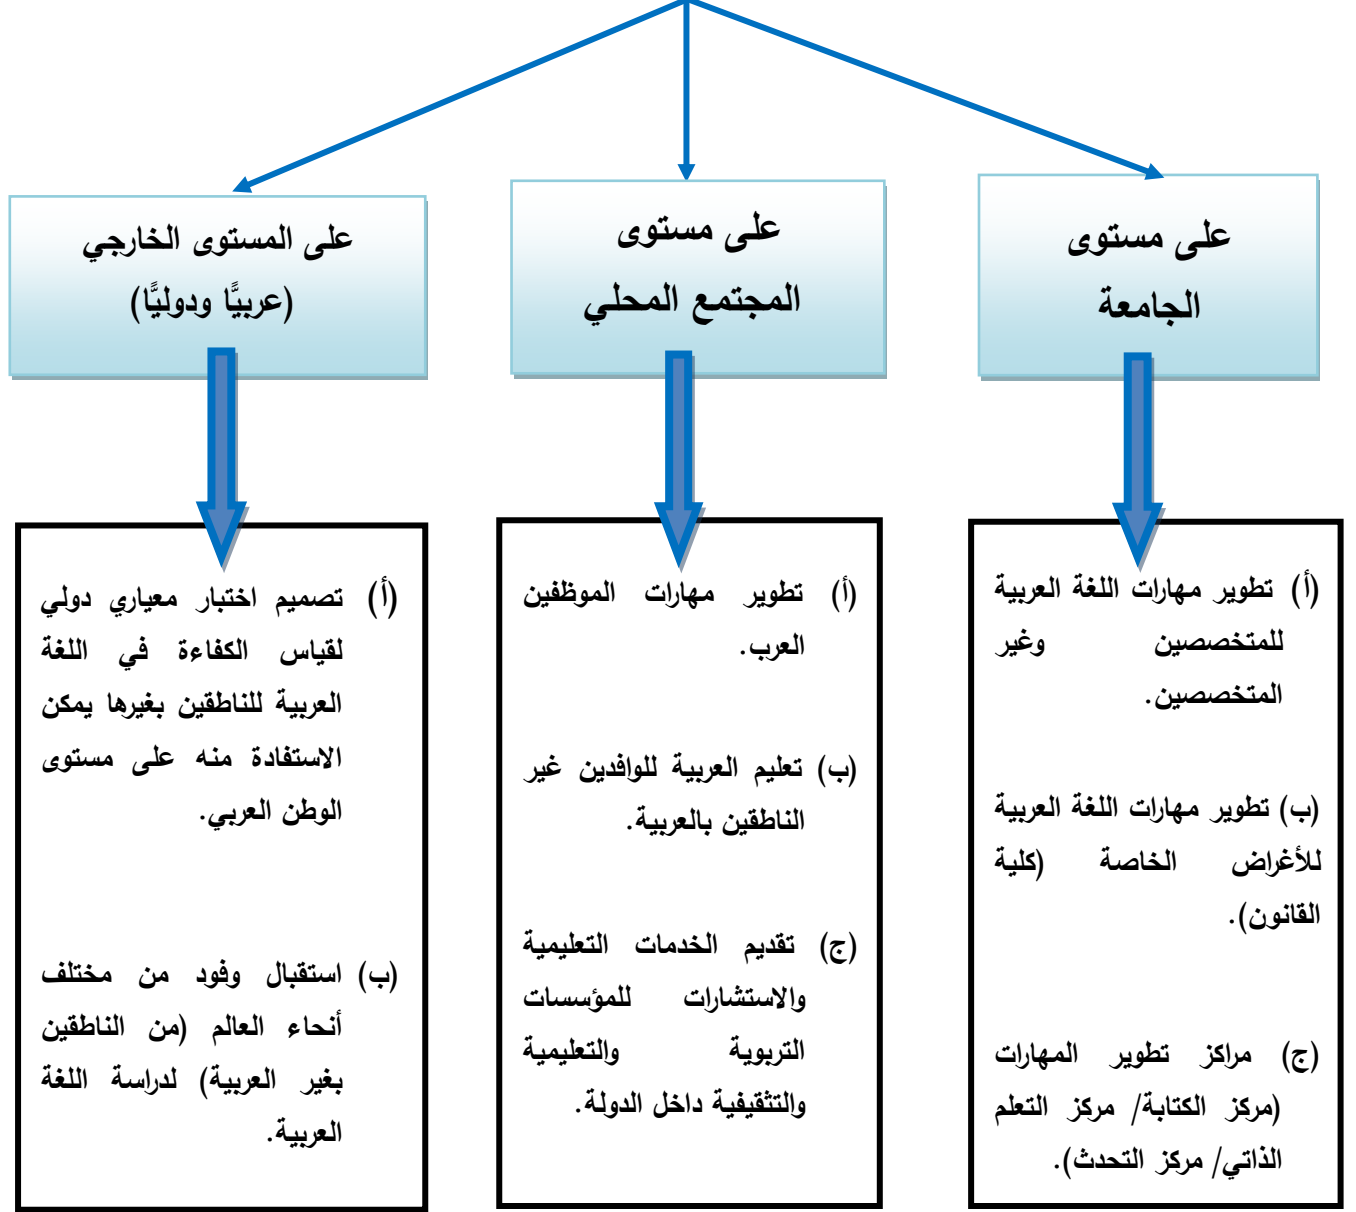 على مستوى
الجامعة
على مستوى
المجتمع المحلي
على المستوى الخارجي
(عربيًّا ودوليًّا)
(أ) تطوير مهارات اللغة العربية
للمتخصصين وغير
المتخصصين.
(ب) تطوير مهارات اللغة العربية
للأغراض الخاصة (كلية
القانون).
(ج) مراكز تطوير المهارات
(مركز الكتابة/ مركز التعلم
الذاتي/ مركز التحدث).
(أ) تطوير مهارات الموظفين
العرب.
(ب) تعليم العربية للوافدين غير
الناطقين بالعربية.
(ج) تقديم الخدمات التعليمية
والاستشارات للمؤسسات
التربوية والتعليمية
والتثقيفية داخل الدولة.
(أ) تصميم اختبار معياري دولي
لقياس الكفاءة في اللغة
العربية للناطقين بغيرها يمكن
الاستفادة منه على مستوى
الوطن العربي.
(ب) استقبال وفود من مختلف
أنحاء العالم (من الناطقين
بغير العربية) لدراسة اللغة
العربية.